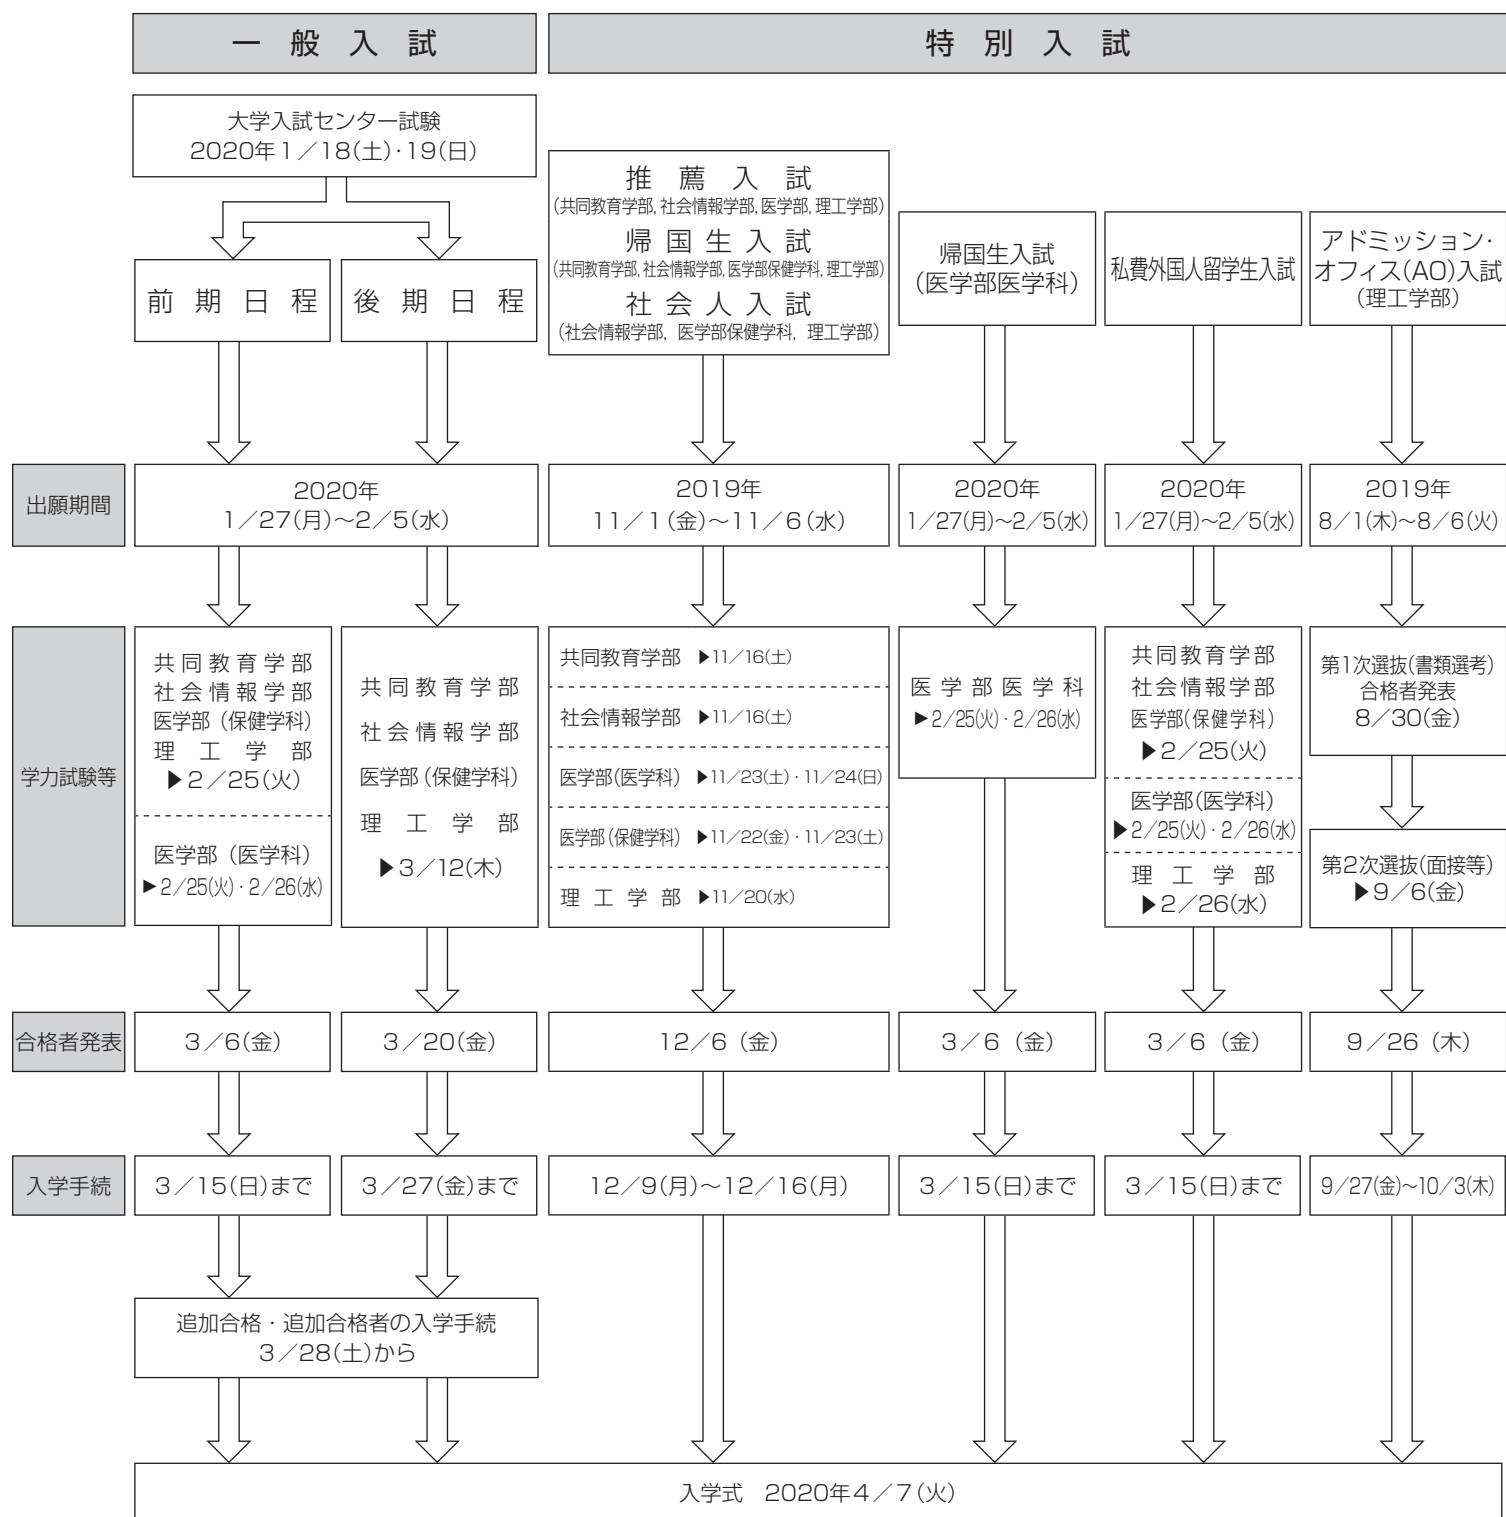 一般入試
特別入試
大学入試センター試験
2020年1／18(土)・19(日)
前期日程
後期日程
推薦入試
(共同教育学部, 社会情報学部, 医学部, 理工学部)
帰国生入試
(共同教育学部, 社会情報学部, 医学部保健学科, 理工学部)
社会人入試
(社会情報学部, 医学部保健学科, 理工学部)
帰国生入試
(医学部医学科)
私費外国人留学生入試
アドミッション・
オフィス(AO)入試
(理工学部)
出願期間
2020年
1／27(月)～2／5(水)
2019年
11／1(金)～11／6(水)
2020年
1／27(月)～2／5(水)
2020年
1／27(月)～2／5(水)
2019年
8／1(木)～8／6(火)
学力試験等
共同教育学部
社会情報学部
医学部(保健学科)
理工学部
▶2／25(火)
医学部(医学科)
▶2／25(火)・2／26(水)
共同教育学部
社会情報学部
医学部(保健学科)
理工学部
▶3／12(木)
共同教育学部 ▶11／16(土)
社会情報学部 ▶11／16(土)
医学部(医学科) ▶11／23(土)・11／24(日)
医学部(保健学科) ▶11／22(金)・11／23(土)
理工学部 ▶11／20(水)
医学部医学科
▶2／25(火)・2／26(水)
共同教育学部
社会情報学部
医学部(保健学科)
▶2／25(火)
医学部(医学科)
▶2／25(火)・2／26(水)
理工学部
▶2／26(水)
第1次選抜(書類選考)
合格者発表
8／30(金)
第2次選抜(面接等)
▶9／6(金)
合格者発表
3／6(金)
3／20(金)
12／6(金)
3／6(金)
3／6(金)
9／26(木)
入学手続
3／15(日)まで
3／27(金)まで
12／9(月)～12／16(月)
3／15(日)まで
3／15(日)まで
9／27(金)～10／3(木)
追加合格・追加合格者の入学手続
3／28(土)から
入学式 2020年4／7(火)